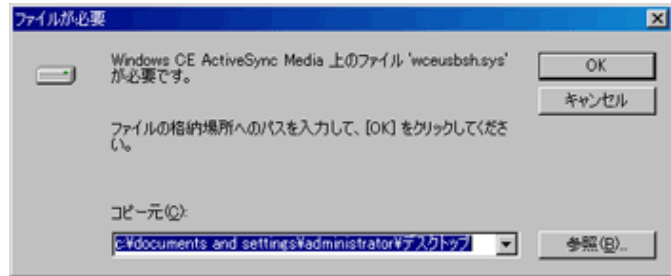 ファイルが必要
Windows CE ActiveSync Media 上のファイル 'wceusbsh.sys'
が必要です。
OK
キャンセル
ファイルの格納場所へのパスを入力して、[OK] をクリックしてくださ
い。
コピー元(C):
c:¥documents and settings¥administrator¥デスクトップ
参照(B)...